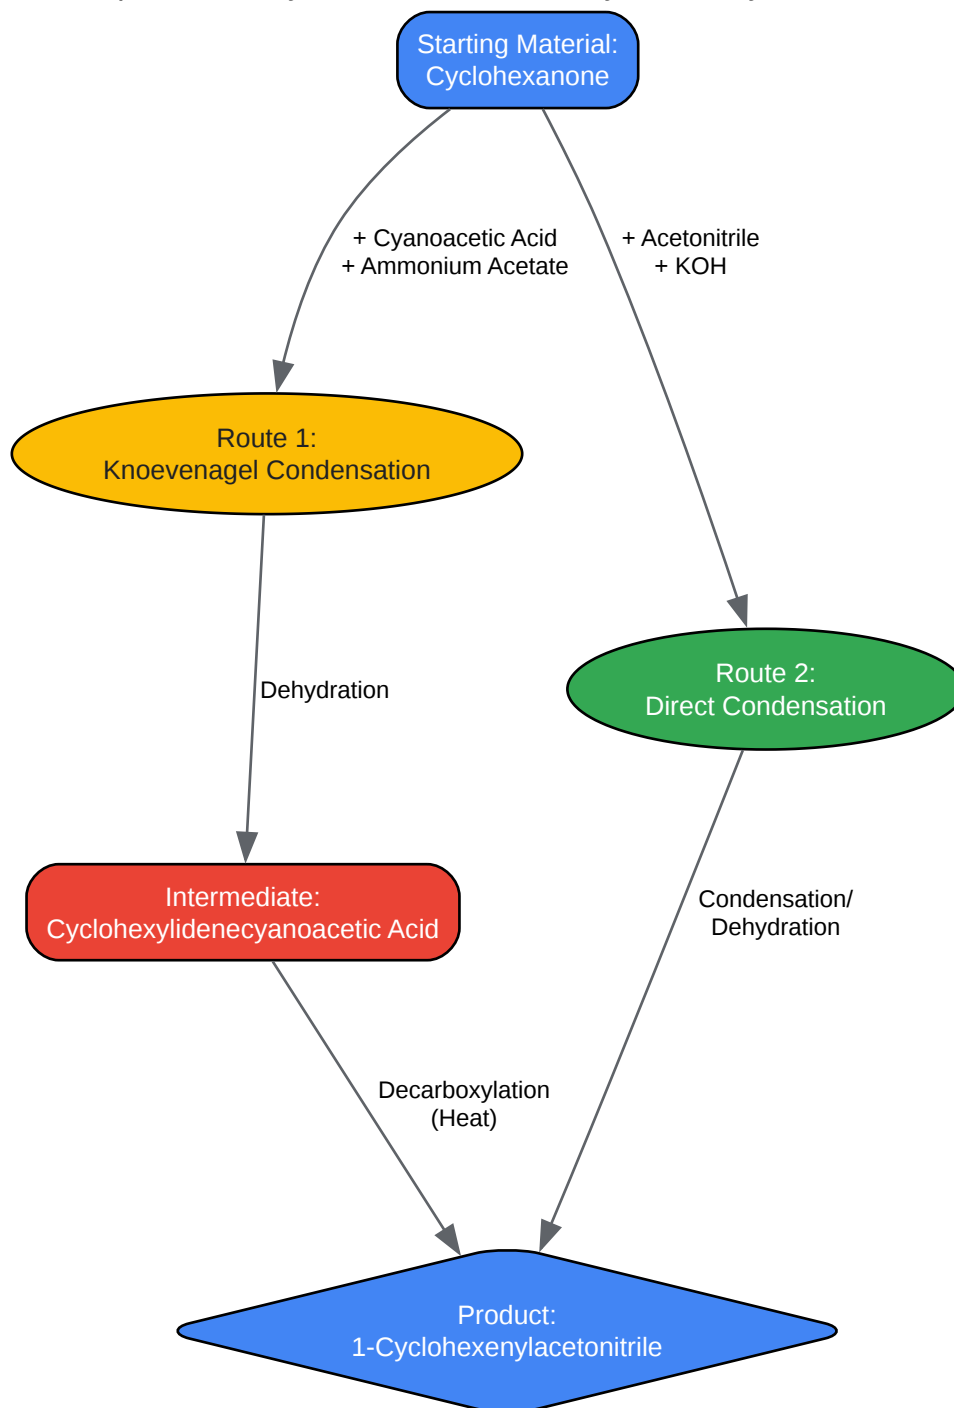 Starting Material:
Cyclohexanone
+ Cyanoacetic Acid
+ Ammonium Acetate
+ Acetonitrile
+ KOH
Route 1:
Knoevenagel Condensation
Route 2:
Direct Condensation
Dehydration
Intermediate:
Cyclohexylidenecyanoacetic Acid
Condensation/
Dehydration
Decarboxylation
(Heat)
Product:
1-Cyclohexenylacetonitrile